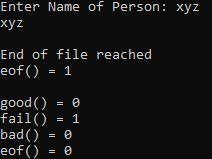 Enter Name of Person: xyz
xyz
End of file reached
eof() = 1
good() = 0
fail() = 1
bad() = 0
eof() = 0